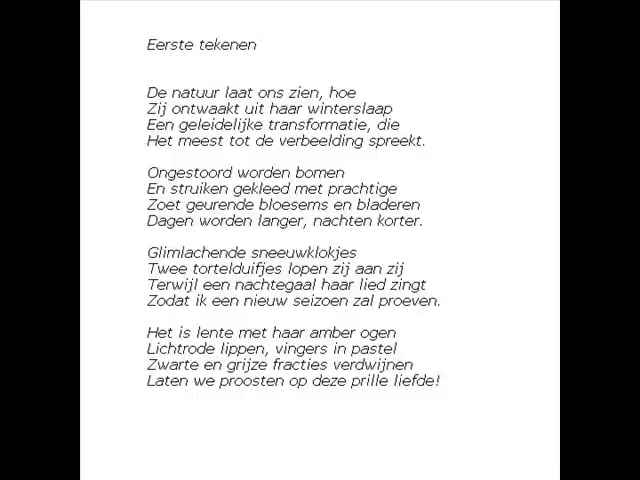 Eerste tekenen
De natuur laat ons zien, hoe
Zij ontwaakt uit haar winterslaap
Een geleidelijke transformatie, die
Het meest tot de verbeelding spreekt.
Ongestoord worden bomen
En struiken gekleed met prachtige
Zoet geurende bloesems en bladeren
Dagen worden langer, nachten korter.
Glimlachende sneeuwklokjes
Twee tortelduifjes lopen zij aan zij
Terwijl een nachtegaal haar lied zingt
Zodat ik een nieuw seizoen zal proeven.
Het is lente met haar amber ogen
Lichtrode lippen, vingers in pastel
Zwarte en grijze fracties verdwijnen
Laten we proosten op deze prille liefde!